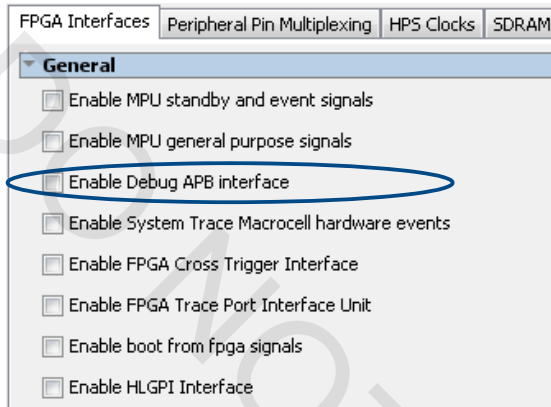 FPGA Interfaces Peripheral Pin Multiplexing HPS Clocks SDRAM
General
Enable MPU standby and event signals
Enable MPU general purpose signals
Enable Debug APB interface
Enable System Trace Macrocell hardware events
Enable FPGA Cross Trigger Interface
Enable FPGA Trace Port Interface Unit
Enable boot from fpga signals
Enable HLGPI Interface
DO NOT